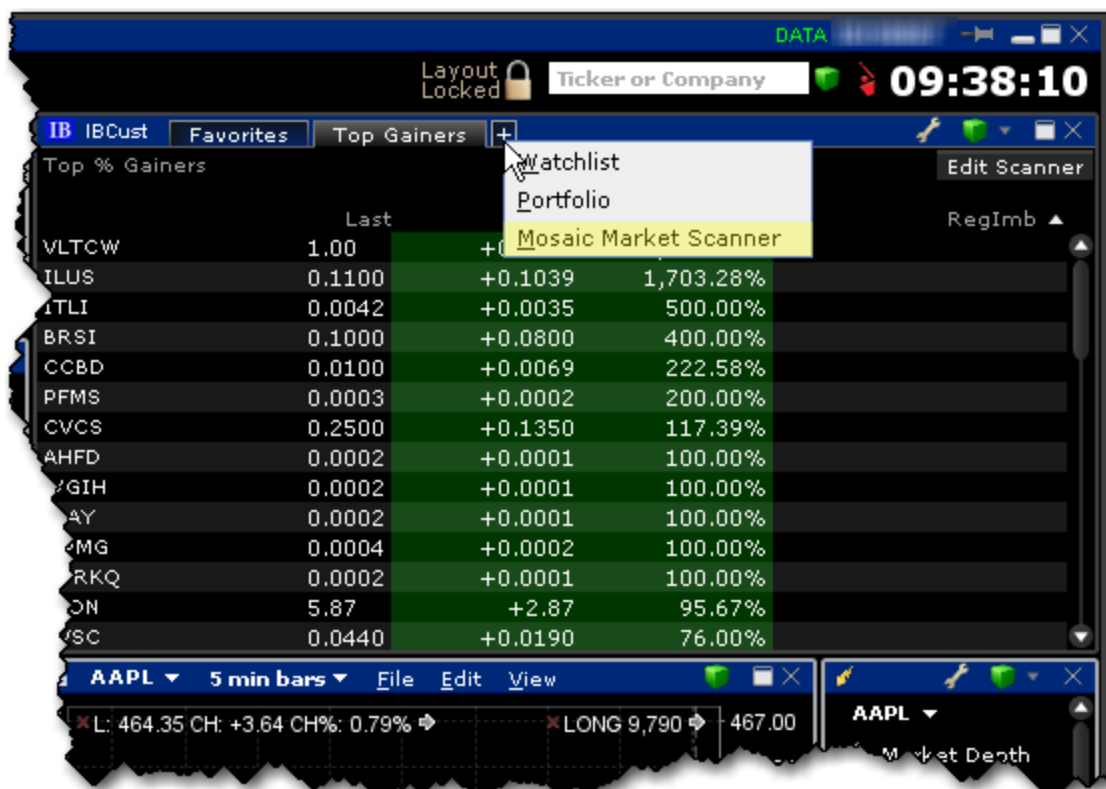 DATA
Layout Locked Ticker or Company 09:38:10
IB IBCust Favorites Top Gainers +
Top % Gainers Edit Scanner
Watchlist
Portfolio
Mosaic Market Scanner
Last RegImb
VLTCW 1.00
ILUS 0.1100 +0.1039 1,703.28%
ITLI 0.0042 +0.0035 500.00%
BRSI 0.1000 +0.0800 400.00%
CCBD 0.0100 +0.0069 222.58%
PFMS 0.0003 +0.0002 200.00%
CVCS 0.2500 +0.1350 117.39%
AHFD 0.0002 +0.0001 100.00%
0.0002 +0.0001 100.00%
0.0002 +0.0001 100.00%
0.0004 +0.0002 100.00%
0.0002 +0.0001 100.00%
5.87 +2.87 95.67%
0.0440 +0.0190 76.00%
AAPL 5 min bars File Edit View
L: 464.35 CH: +3.64 CH%: 0.79% LONG 9,790 467.00
AAPL
Market Depth